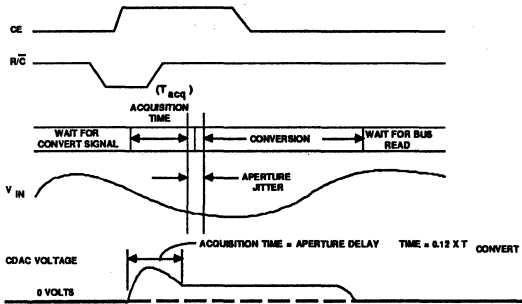 CE
R/C̅
(T acq)
ACQUISITION
TIME
WAIT FOR
CONVERT SIGNAL
CONVERSION
WAIT FOR BUS
READ
APERTURE
JITTER
V IN
ACQUISITION TIME = APERTURE DELAY TIME = 0.12 X T CONVERT
CDAC VOLTAGE
0 VOLTS